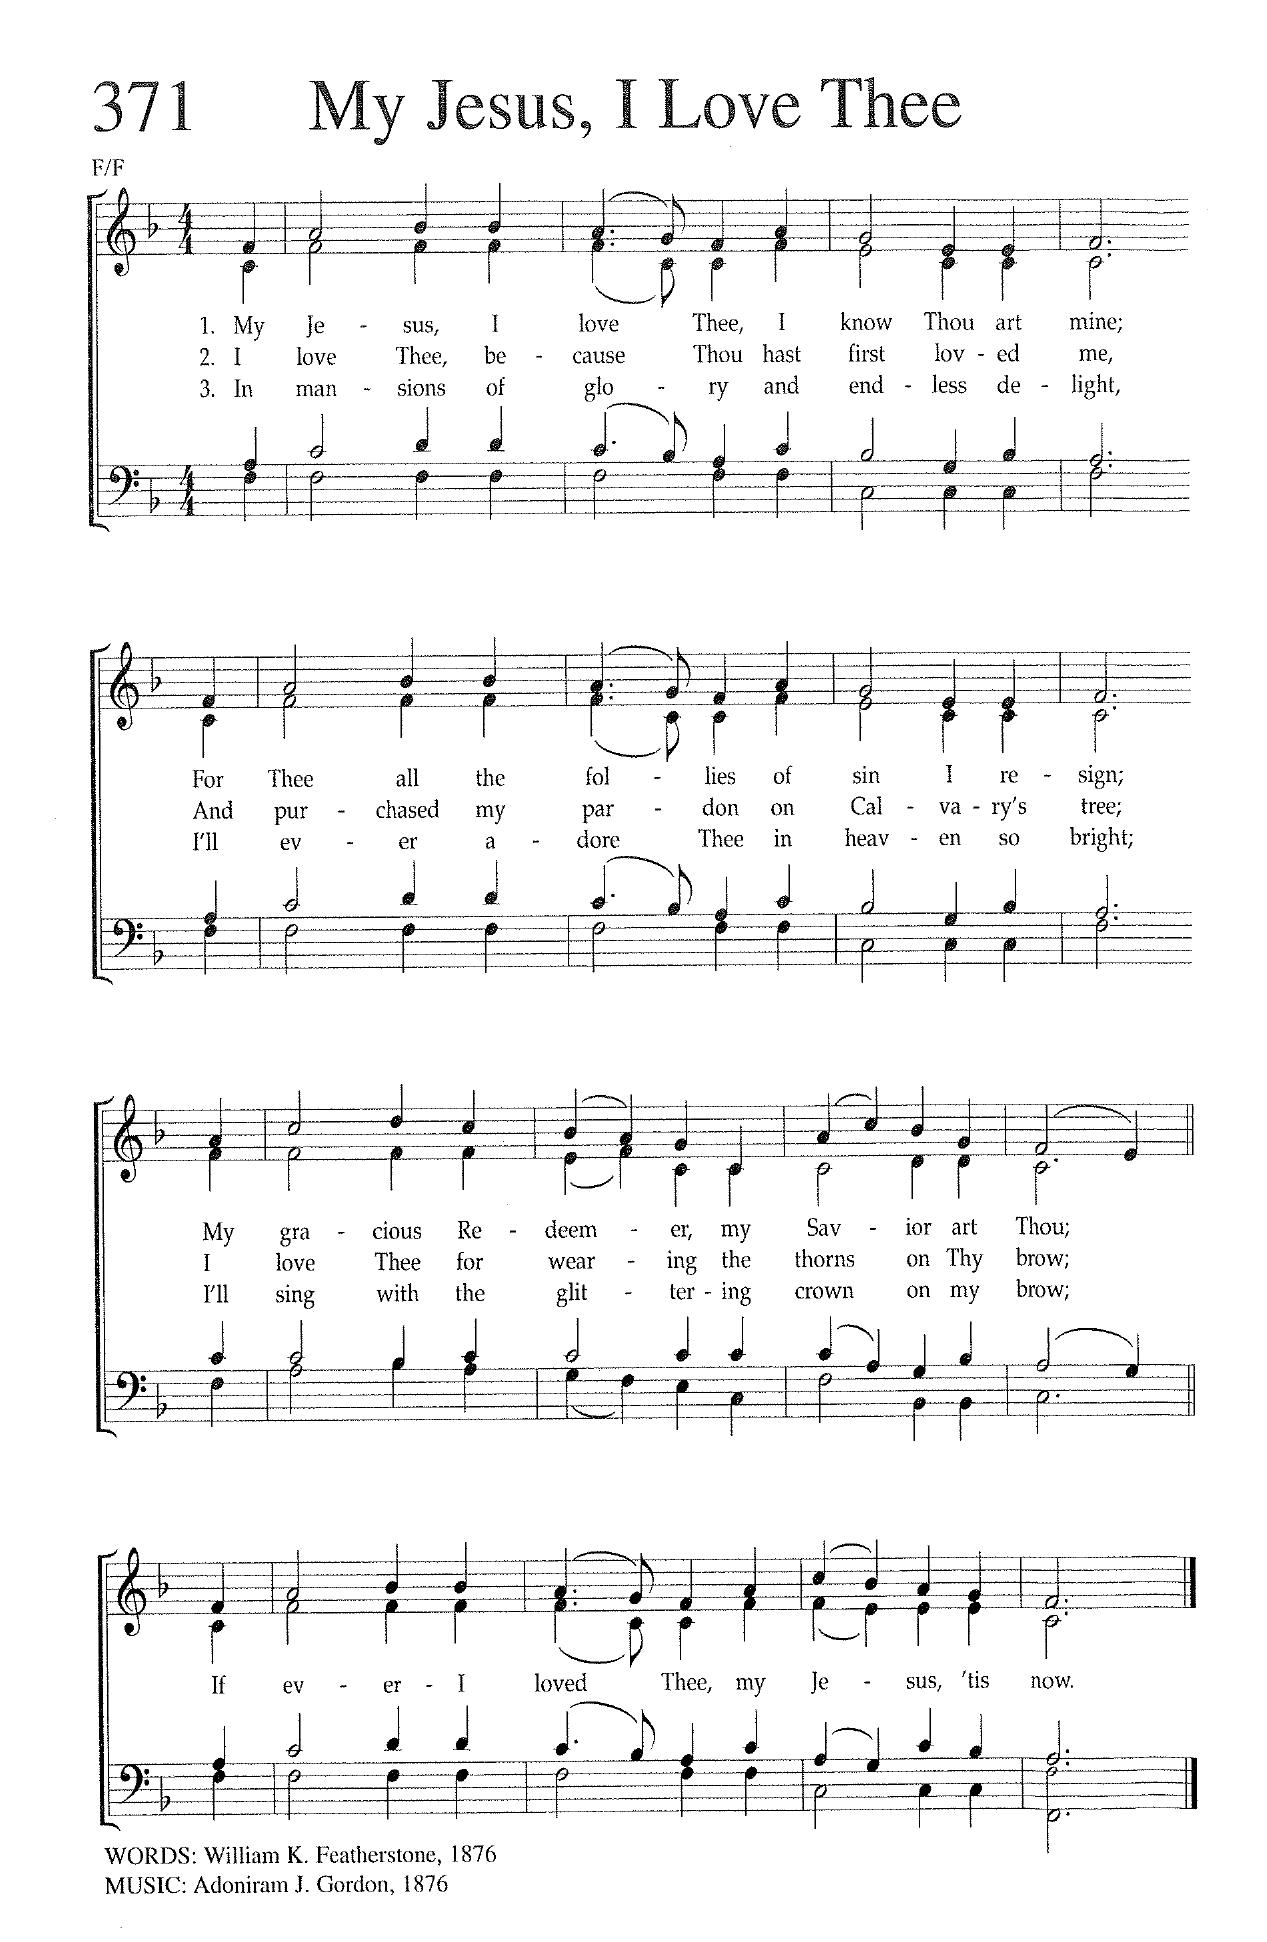 371 My Jesus, I Love Thee
F/F
1. My Je - sus, I love Thee, I know Thou art mine;
2. I love Thee, be - cause Thou hast first lov - ed me,
3. In man - sions of glo - ry and end - less de - light,
For Thee all the fol - lies of sin I re - sign;
And pur - chased my par - don on Cal - va - ry's tree;
I'll ev - er a - dore Thee in heav - en so bright;
My gra - cious Re - deem - er, my Sav - ior art Thou;
I love Thee for wear - ing the thorns on Thy brow;
I'll sing with the glit - ter - ing crown on my brow;
If ev - er - I loved Thee, my Je - sus, 'tis now.
WORDS: William K. Featherstone, 1876
MUSIC: Adoniram J. Gordon, 1876